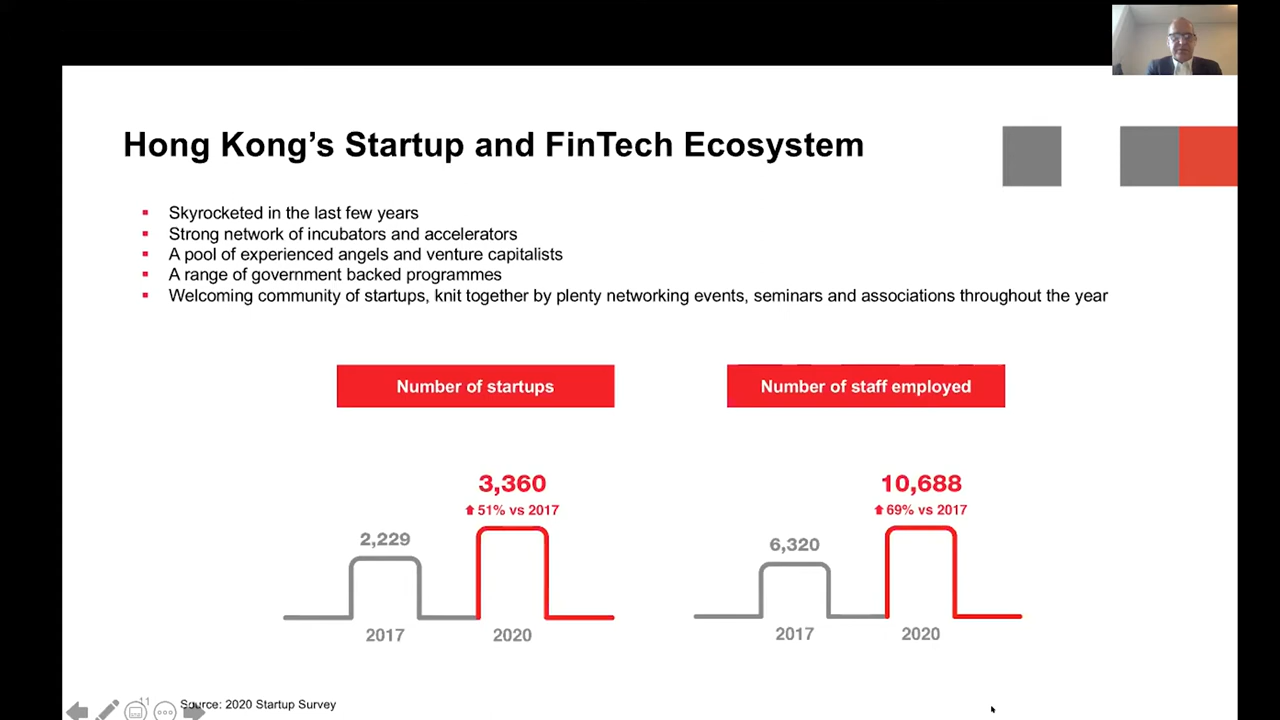 Hong Kong’s Startup and FinTech Ecosystem
Skyrocketed in the last few years
Strong network of incubators and accelerators
A pool of experienced angels and venture capitalists
A range of government backed programmes
Welcoming community of startups, knit together by plenty networking events, seminars and associations throughout the year
Number of startups
2,229
3,360
51% vs 2017
2017
2020
Number of staff employed
6,320
10,688
69% vs 2017
2017
2020
11
Source: 2020 Startup Survey